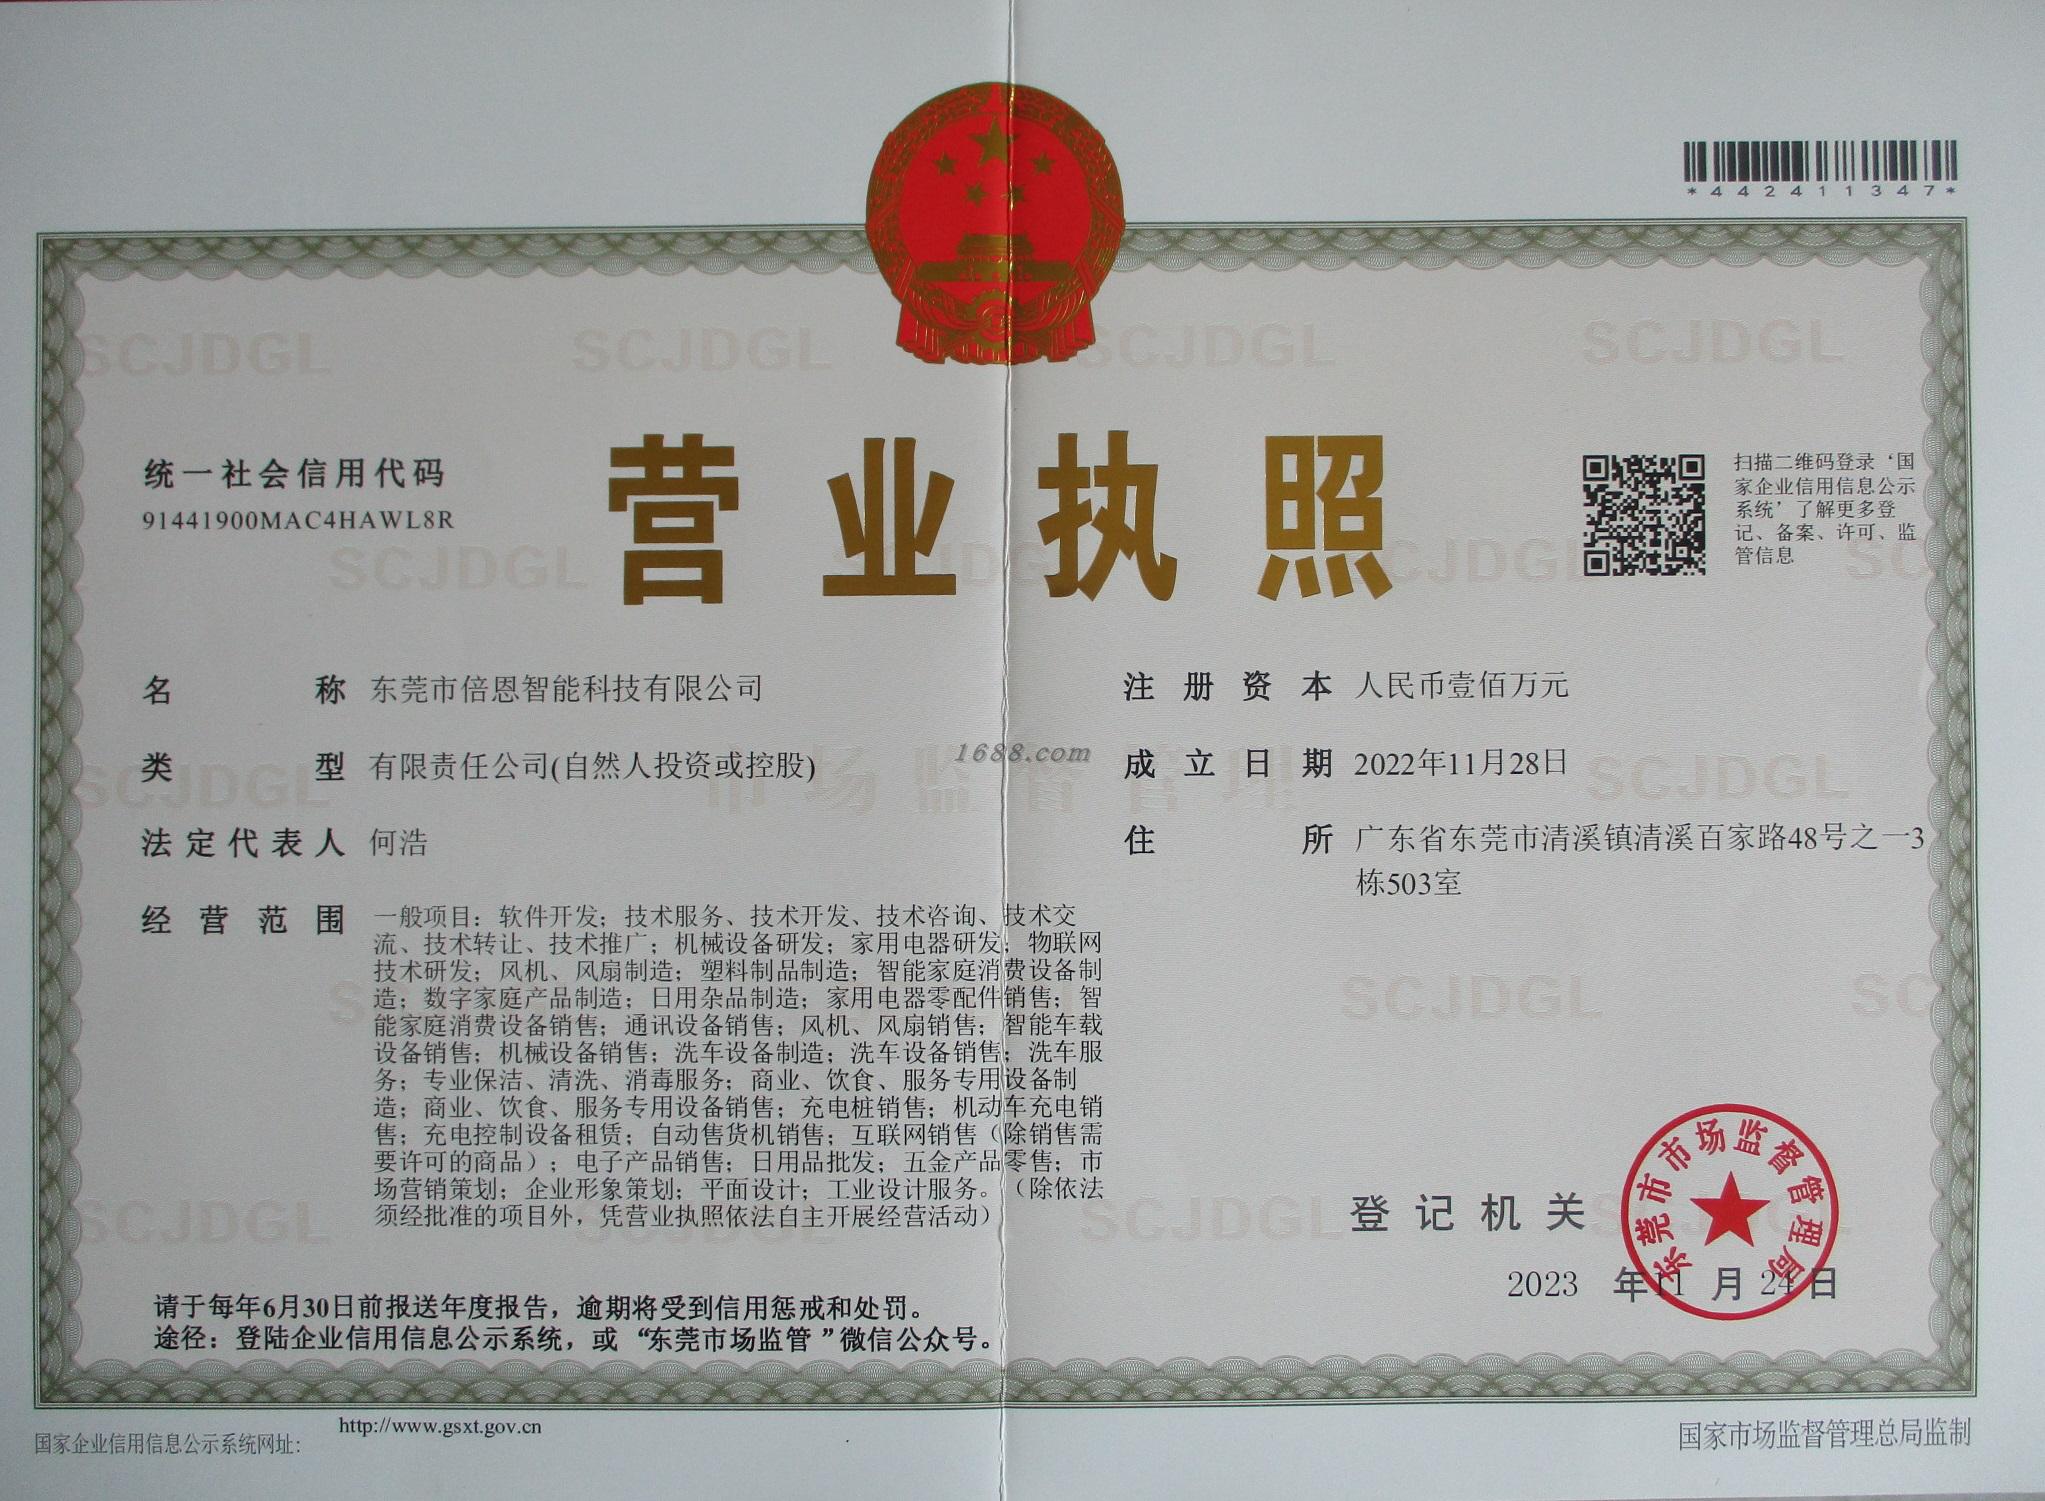 *442411347*
统一社会信用代码
91441900MAC4HAWL8R
营业执照
扫描二维码登录‘国
家企业信用信息公示
系统’了解更多登
记、备案、许可、监
管信息
名称 东莞市倍恩智能科技有限公司
类型 有限责任公司(自然人投资或控股)
法定代表人 何浩
经营范围 一般项目：软件开发；技术服务、技术开发、技术咨询、技术交
流、技术转让、技术推广；机械设备研发；家用电器研发；物联网
技术研发；风机、风扇制造；塑料制品制造；智能家庭消费设备制
造；数字家庭产品制造；日用杂品制造；家用电器零配件销售；智
能家庭消费设备销售；通讯设备销售；风机、风扇销售；智能车载
设备销售；机械设备销售；洗车设备制造；洗车设备销售；洗车服
务；专业保洁、清洗、消毒服务；商业、饮食、服务专用设备制
造；商业、饮食、服务专用设备销售；充电桩销售；机动车充电销
售；充电控制设备租赁；自动售货机销售；互联网销售（除销售需
要许可的商品）；电子产品销售；日用品批发；五金产品零售；市
场营销策划；企业形象策划；平面设计；工业设计服务。（除依法
须经批准的项目外，凭营业执照依法自主开展经营活动）
注册资本 人民币壹佰万元
成立日期 2022年11月28日
住所 广东省东莞市清溪镇清溪百家路48号之一3
栋503室
1688.com
市场监督管理
SCJDGL
登记机关
东莞市市场监督管理局
2023 年11 月 24日
请于每年6月30日前报送年度报告，逾期将受到信用惩戒和处罚。
途径：登陆企业信用信息公示系统，或“东莞市场监管”微信公众号。
国家企业信用信息公示系统网址: http://www.gsxt.gov.cn
国家市场监督管理总局监制